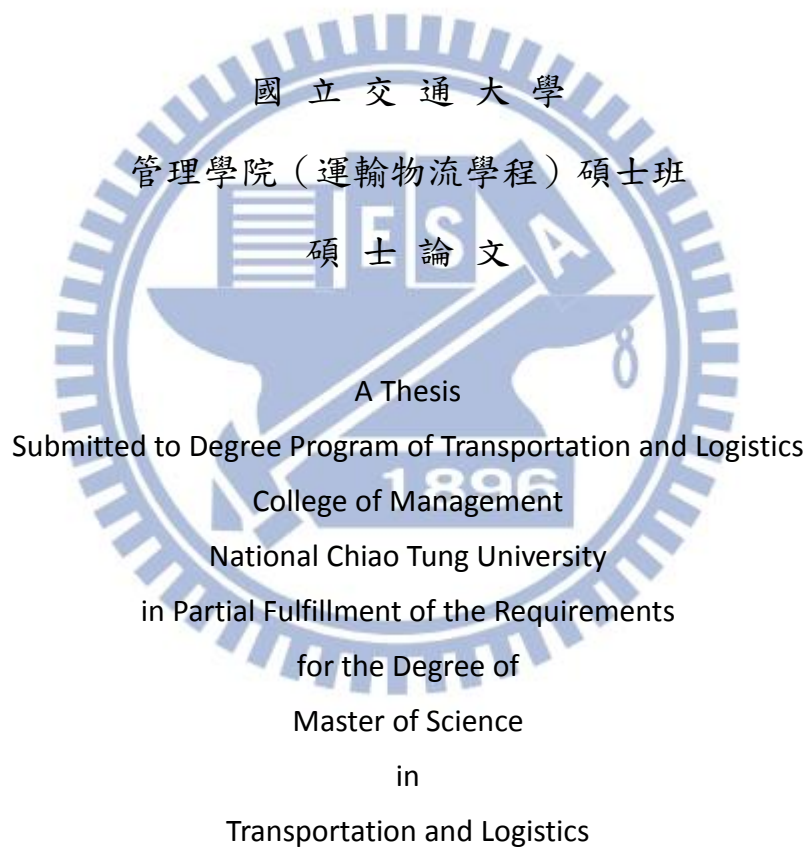 國 立 交 通 大 學
管理學院（運輸物流學程）碩士班
碩 士 論 文
E S A
A Thesis
Submitted to Degree Program of Transportation and Logistics
1896
College of Management
National Chiao Tung University
in Partial Fulfillment of the Requirements
for the Degree of
Master of Science
in
Transportation and Logistics